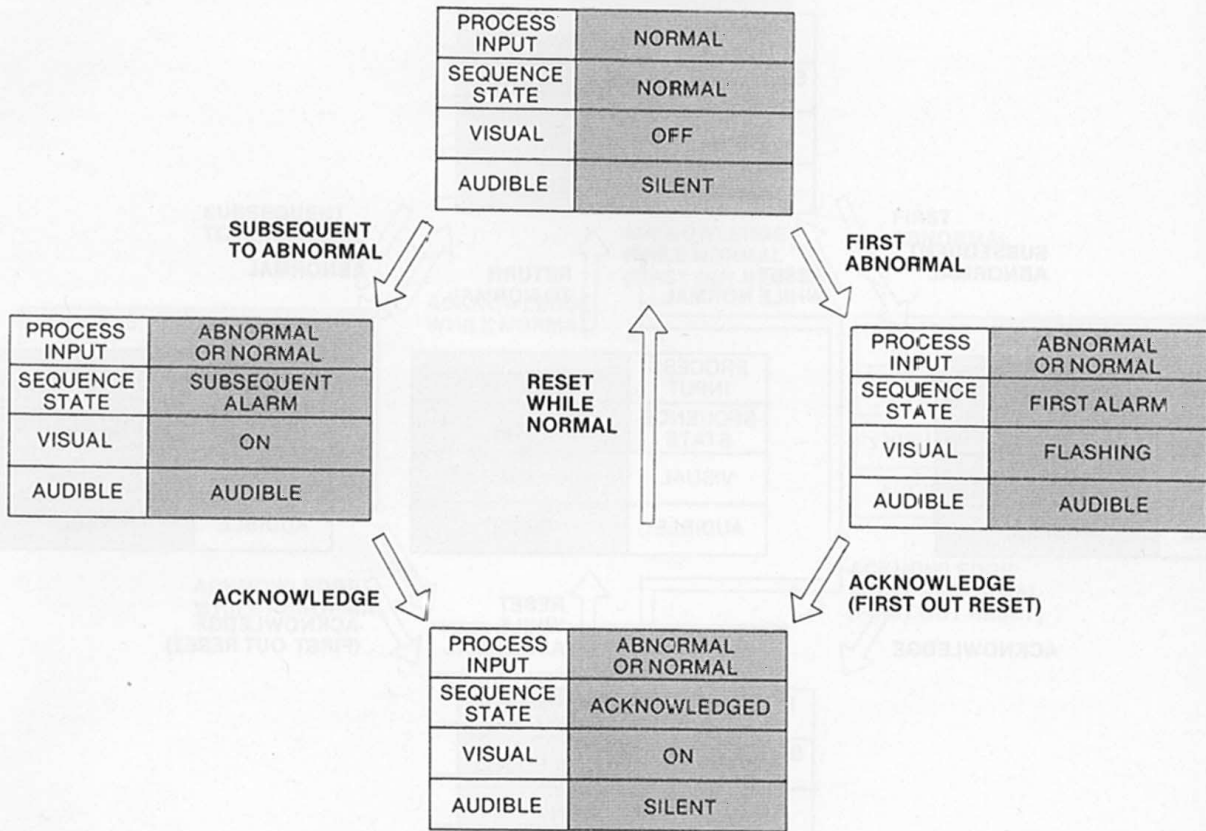 PROCESS
INPUT
NORMAL
SEQUENCE
STATE
NORMAL
VISUAL
OFF
AUDIBLE
SILENT
SUBSEQUENT
TO ABNORMAL
FIRST
ABNORMAL
PROCESS
INPUT
ABNORMAL
OR NORMAL
SEQUENCE
STATE
SUBSEQUENT
ALARM
VISUAL
ON
AUDIBLE
AUDIBLE
RESET
WHILE
NORMAL
PROCESS
INPUT
ABNORMAL
OR NORMAL
SEQUENCE
STATE
FIRST ALARM
VISUAL
FLASHING
AUDIBLE
AUDIBLE
ACKNOWLEDGE
ACKNOWLEDGE
(FIRST OUT RESET)
PROCESS
INPUT
ABNORMAL
OR NORMAL
SEQUENCE
STATE
ACKNOWLEDGED
VISUAL
ON
AUDIBLE
SILENT